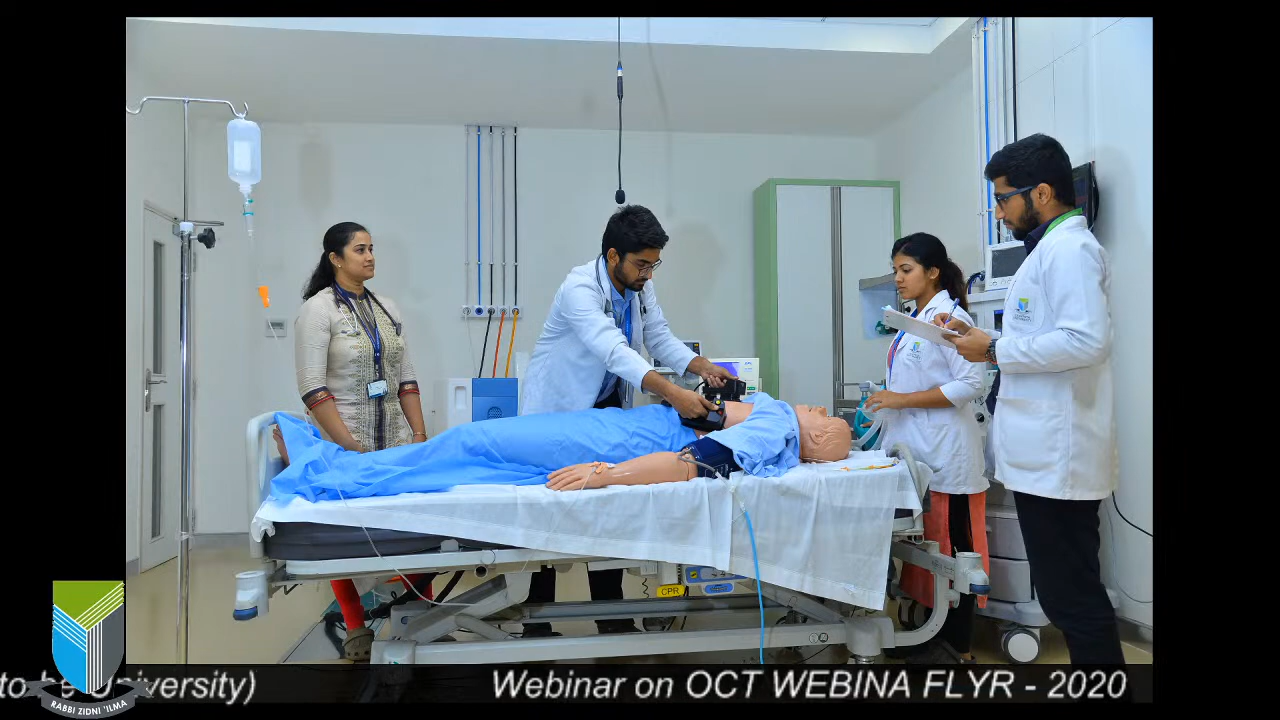 CPR
to be University)
Webinar on OCT WEBINA FLYR - 2020
RABBI ZIDNI 'ILMA